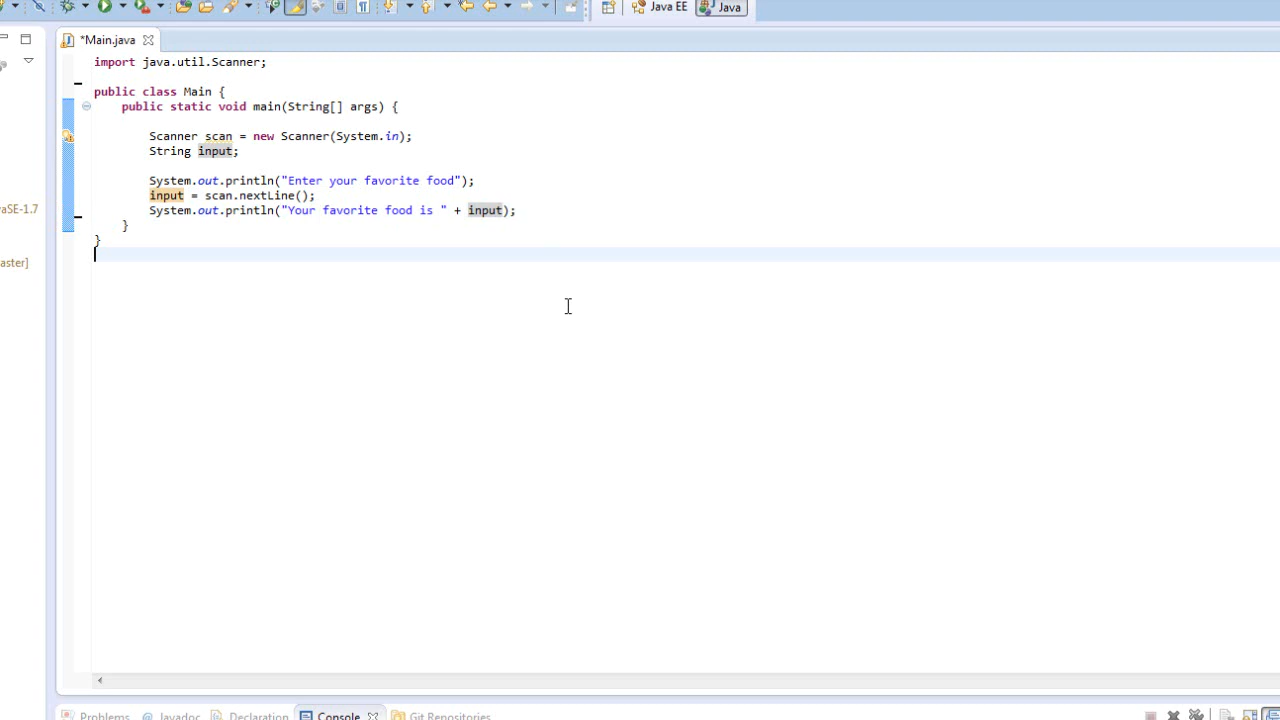 Java EE
Java
*Main.java
import java.util.Scanner;
public class Main {
public static void main(String[] args) {
Scanner scan = new Scanner(System.in);
String input;
System.out.println("Enter your favorite food");
input = scan.nextLine();
System.out.println("Your favorite food is " + input);
}
}
vaSE-1.7
aster]
Problems
Javadoc
Declaration
Console
Git Repositories